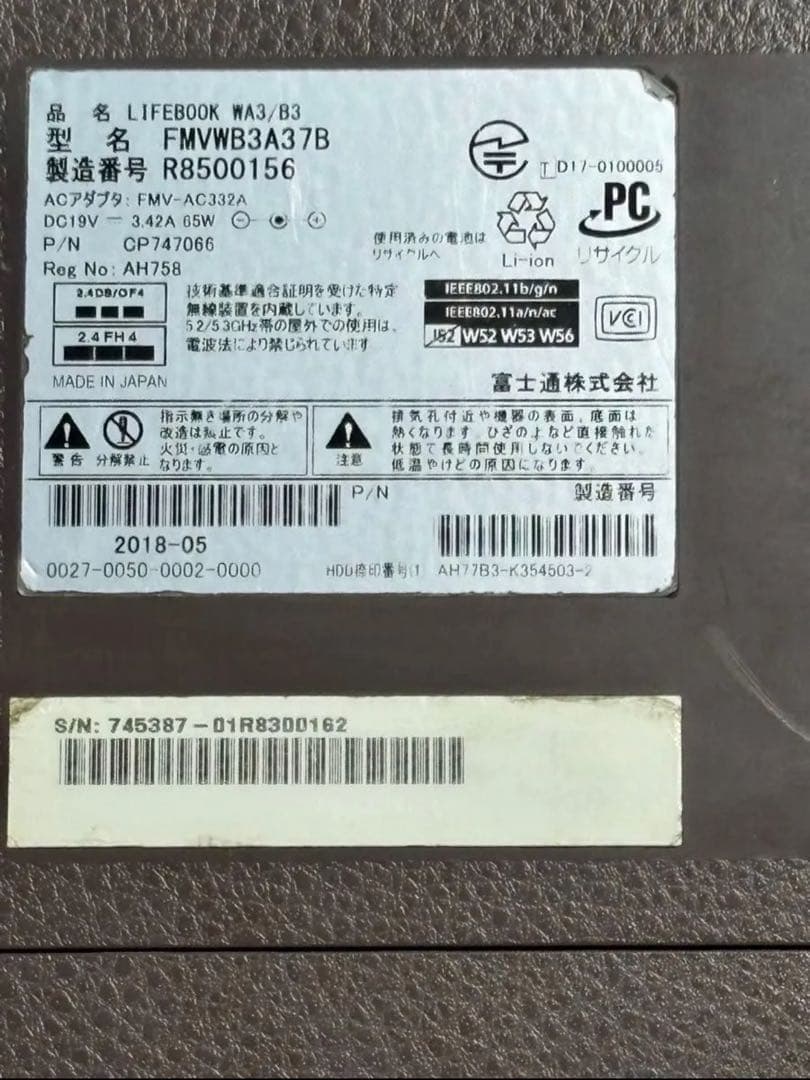 品 名 LIFEBOOK WA3/B3
型 名 FMVWB3A37B
製造番号 R8500156
ACアダプタ: FMV-AC332A
DC19V 3.42A 65W
P/N CP747066
Reg No: AH758
T D17-0100005
使用済みの電池は
リサイクルへ
Li-ion
PC
リサイクル
2.4DS/OF4
2.4FH4
技術基準適合証明を受けた特定
無線装置を内蔵しています。
52/53GHz帯の屋外での使用は、
電波法により禁じられています
IEEE802.11b/g/n
IEEE802.11a/n/ac
J52 W52 W53 W56
VCCI
MADE IN JAPAN
富士通株式会社
警告 分解禁止
指示無き場所の分解や
改造は禁止です。
火災・感電の原因と
なります。
注意
排気孔付近や機器の表面,底面は
熱くなります。ひざの上など直接触れた
状態で長時間使用しないでください。
低温やけどの原因になります。
P/N
製造番号
2018-05
0027-0050-0002-0000
HDD捺印番号(1
AH77B3-K354503-2
S/N: 745387-01R8300162